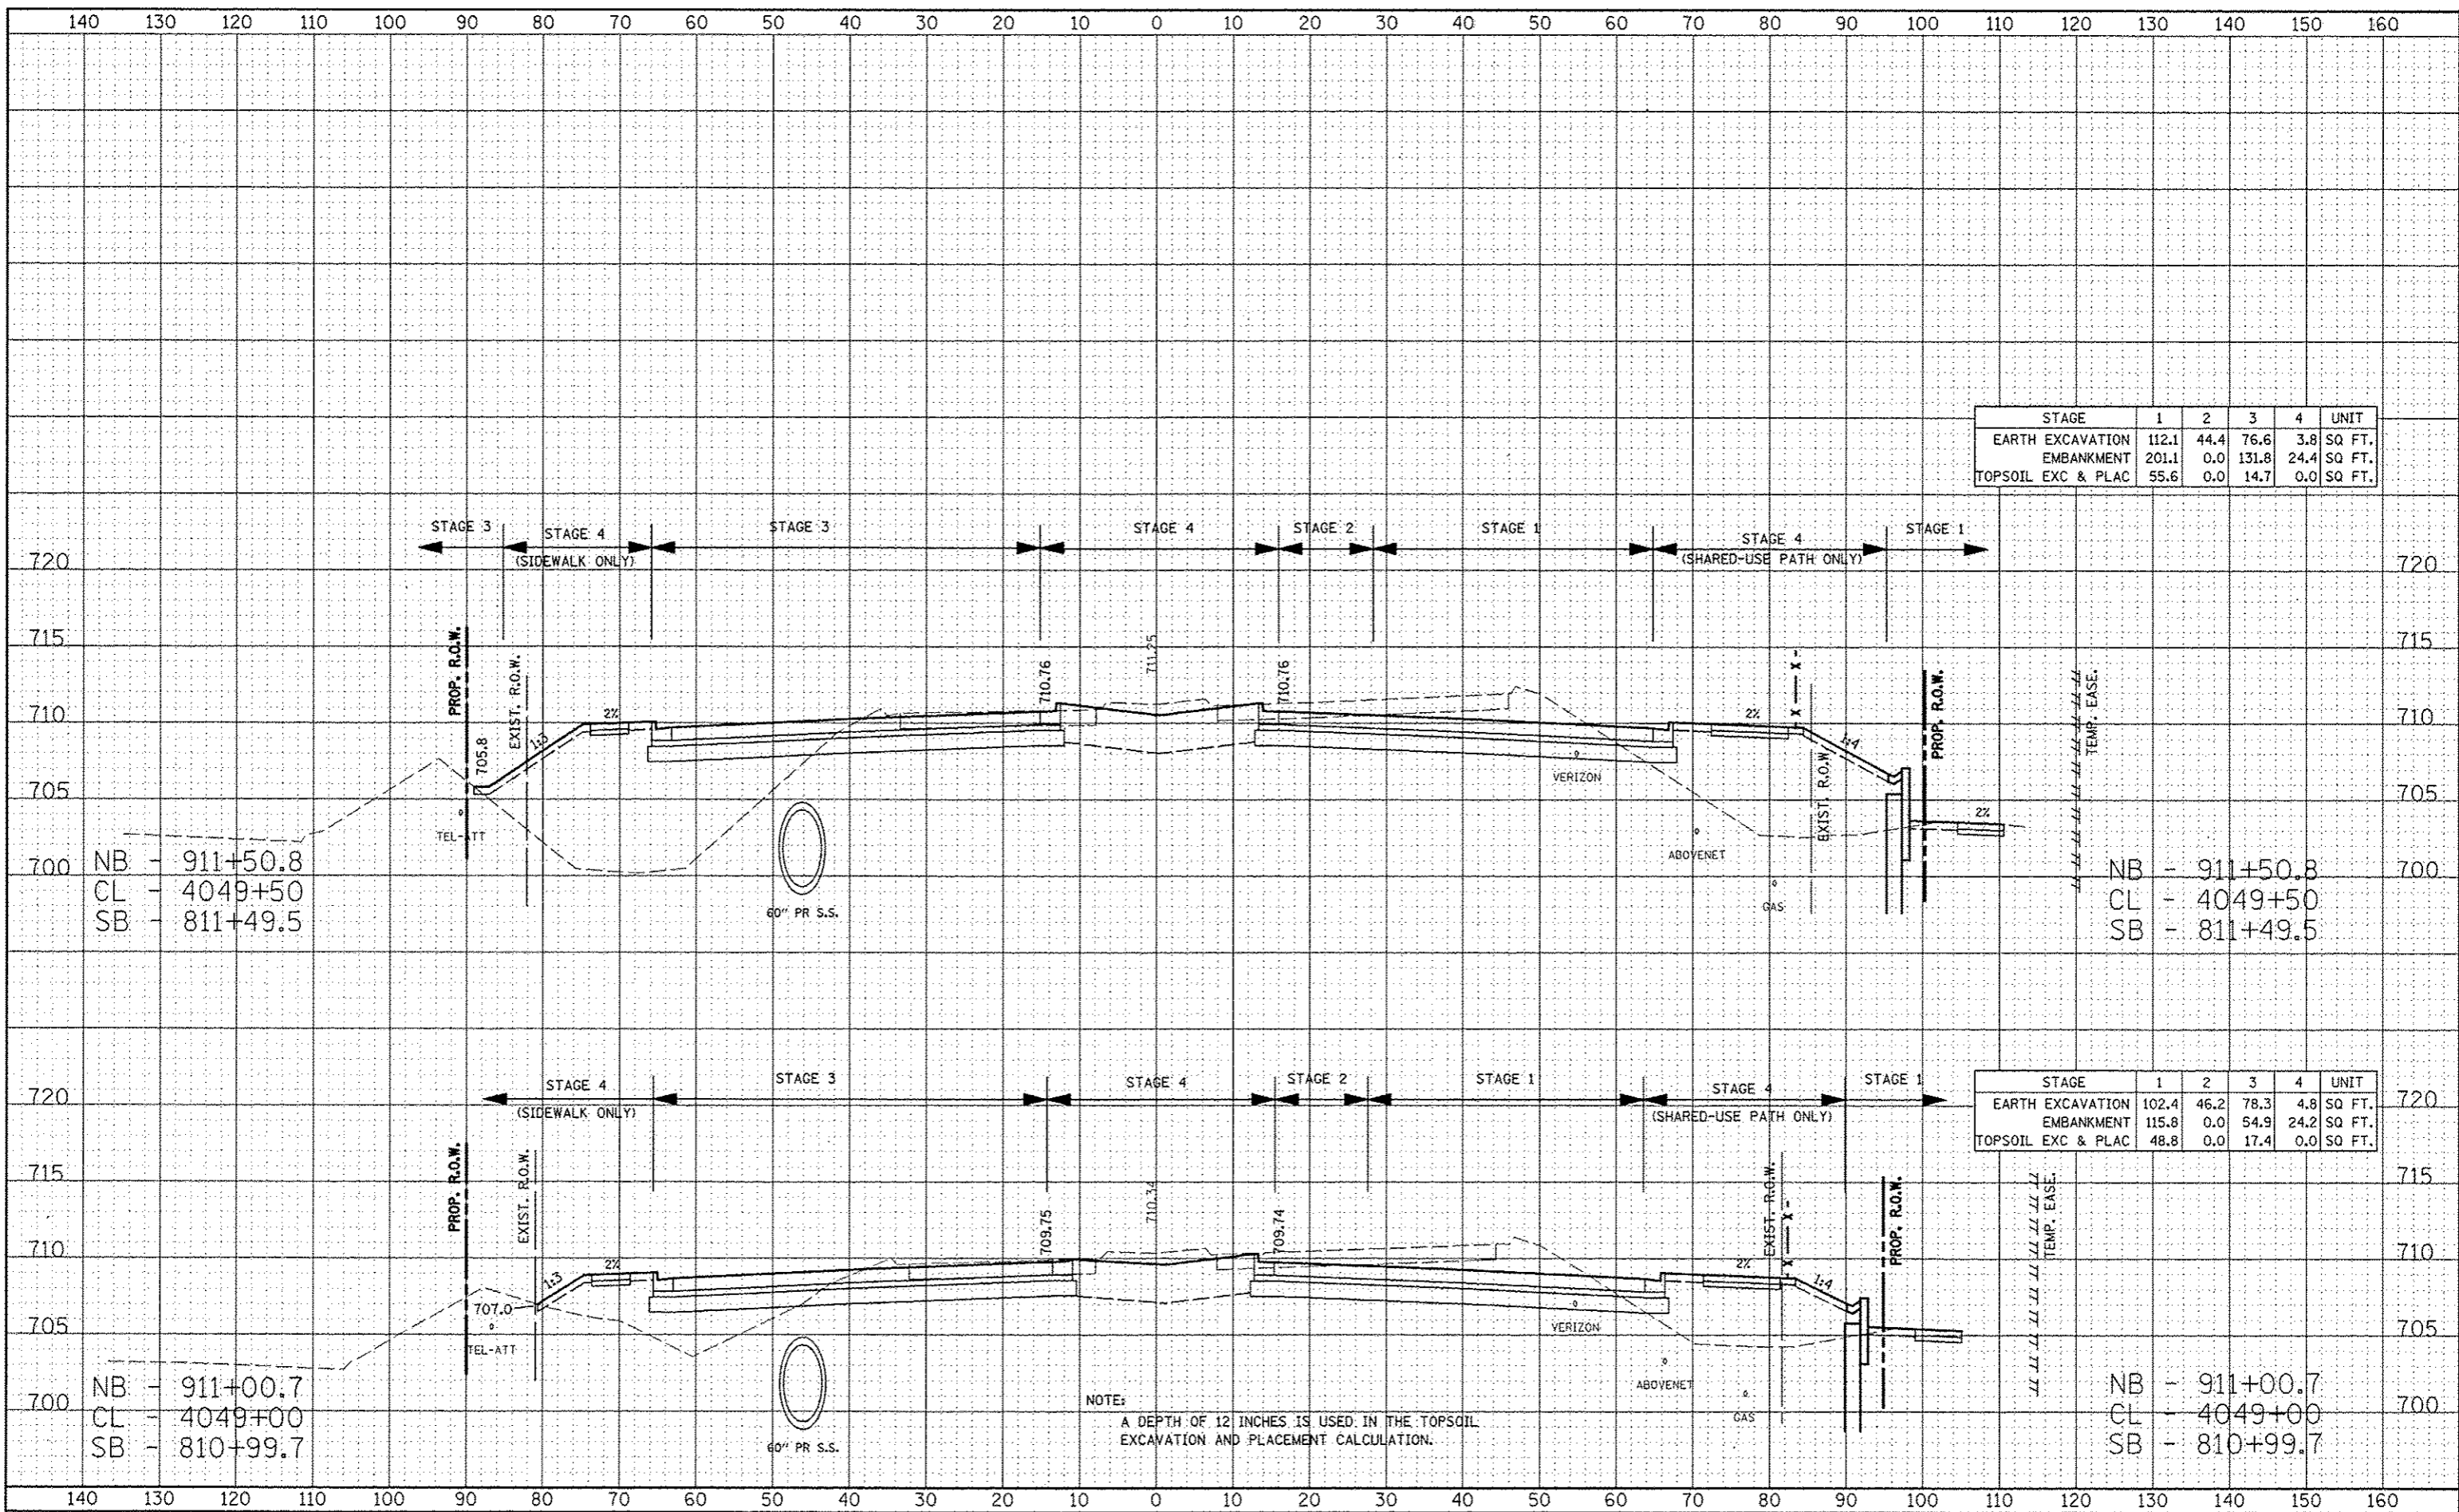 140 130 120 110 100 90 80 70 60 50 40 30 20 10 0 10 20 30 40 50 60 70 80 90 100 110 120 130 140 150 160
STAGE 1 2 3 4 UNIT
EARTH EXCAVATION 112.1 44.4 76.6 3.8 SQ FT.
EMBANKMENT 201.1 0.0 131.8 24.4 SQ FT.
TOPSOIL EXC & PLAC 55.6 0.0 14.7 0.0 SQ FT.
STAGE 3
STAGE 4
(SIDEWALK ONLY)
STAGE 3
STAGE 4
STAGE 2
STAGE 1
STAGE 4
(SHARED-USE PATH ONLY)
STAGE 1
720 720
715 715
710 710
705 705
700 700
PROP. R.O.W.
705.8
EXIST. R.O.W.
1:3
2%
710.76
711.25
710.76
2%
X - X -
1:4
EXIST. R.O.W.
PROP. R.O.W.
2%
TEMP. EASE.
TEL-ATT
60" PR S.S.
VERIZON
ABOVENET
GAS
NB - 911+50.8
CL - 4049+50
SB - 811+49.5
NB - 911+50.8
CL - 4049+50
SB - 811+49.5
STAGE 4
(SIDEWALK ONLY)
STAGE 3
STAGE 4
STAGE 2
STAGE 1
STAGE 4
(SHARED-USE PATH ONLY)
STAGE 1
STAGE 1 2 3 4 UNIT
EARTH EXCAVATION 102.4 46.2 78.3 4.8 SQ FT.
EMBANKMENT 115.8 0.0 54.9 24.2 SQ FT.
TOPSOIL EXC & PLAC 48.8 0.0 17.4 0.0 SQ FT.
720 720
715 715
710 710
705 705
700 700
PROP. R.O.W.
EXIST. R.O.W.
707.0
1:3
2%
709.75
710.34
709.74
2%
EXIST. R.O.W.
X - X -
1:4
PROP. R.O.W.
TEMP. EASE.
TEL-ATT
60" PR S.S.
VERIZON
ABOVENET
GAS
NB - 911+00.7
CL - 4049+00
SB - 810+99.7
NOTE:
A DEPTH OF 12 INCHES IS USED IN THE TOPSOIL
EXCAVATION AND PLACEMENT CALCULATION.
NB - 911+00.7
CL - 4049+00
SB - 810+99.7
140 130 120 110 100 90 80 70 60 50 40 30 20 10 0 10 20 30 40 50 60 70 80 90 100 110 120 130 140 150 160